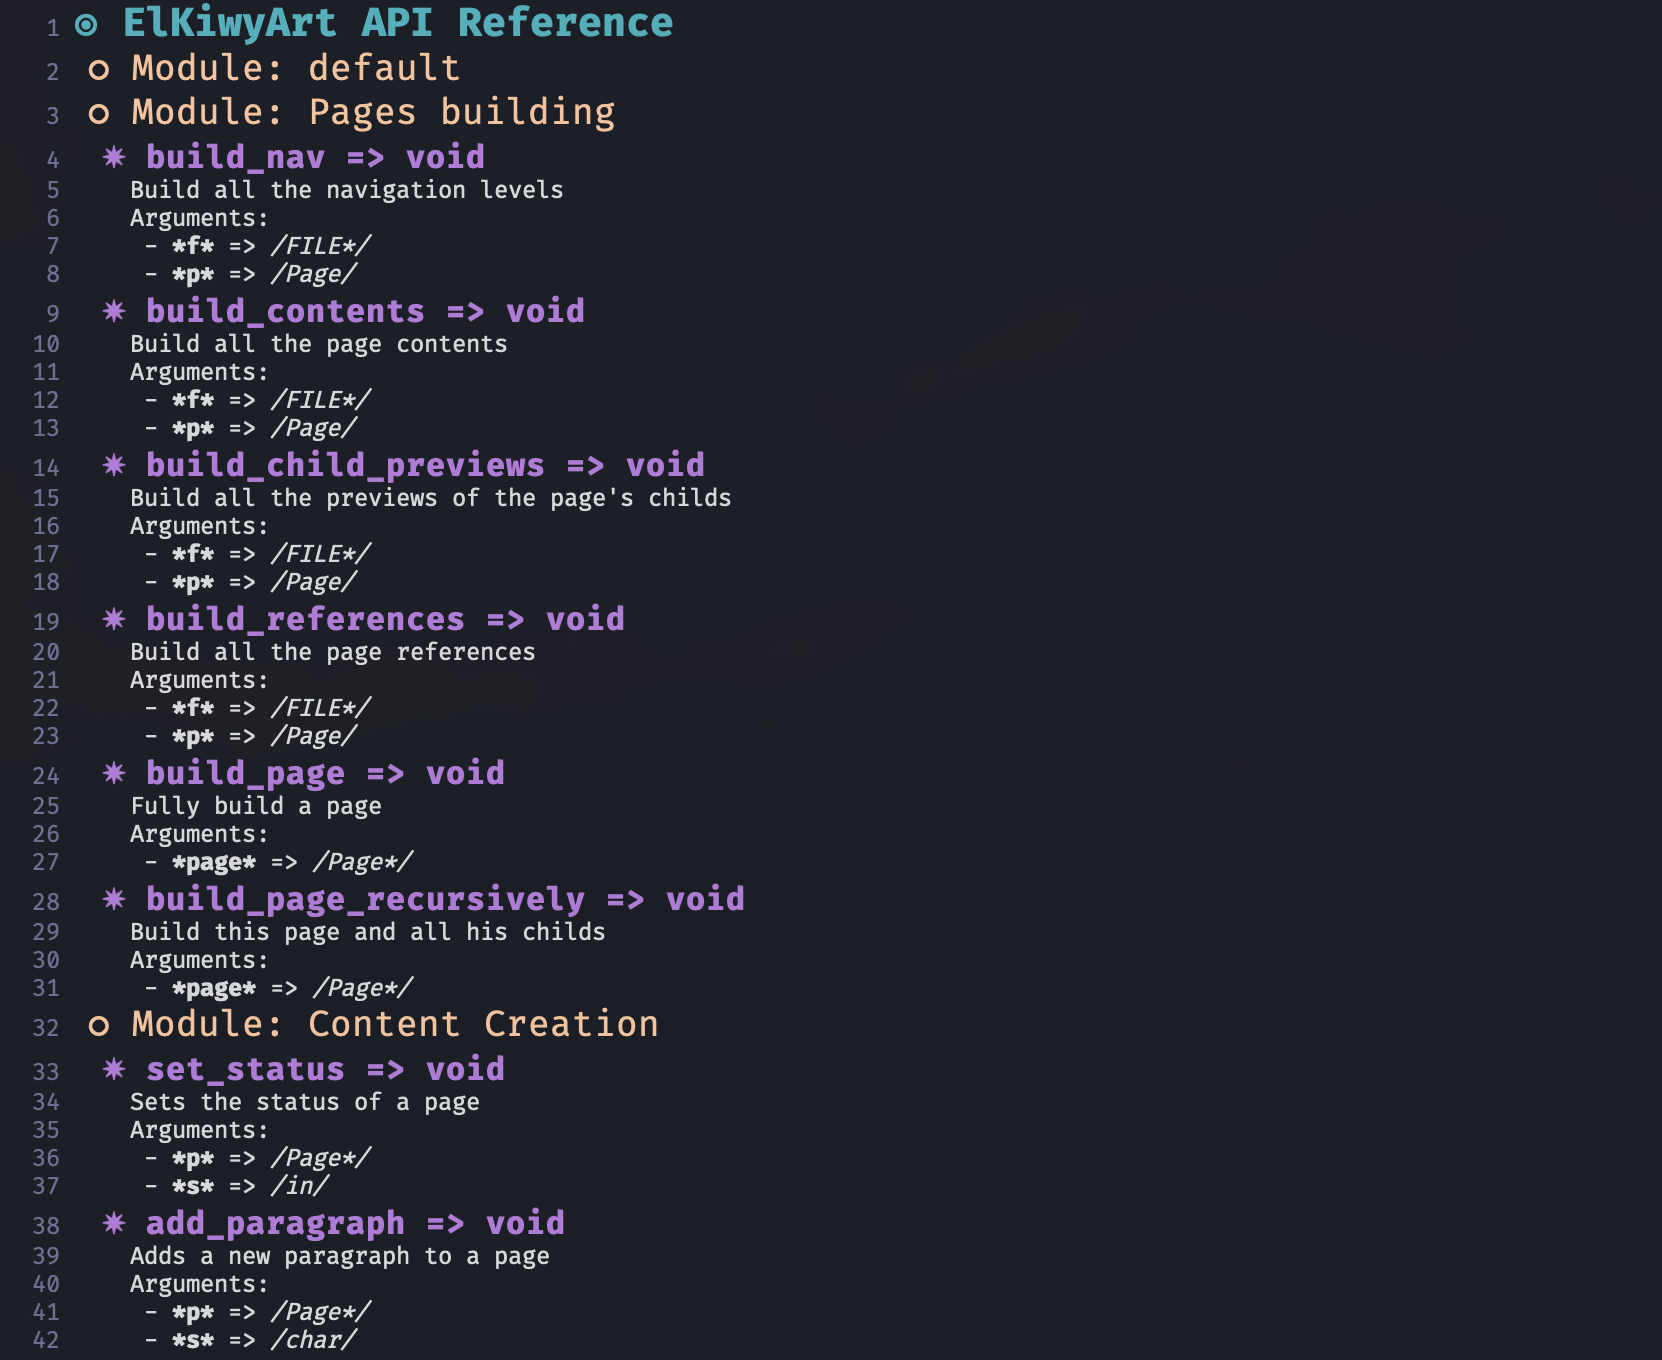 1 ◉ ElKiwyArt API Reference
2 ○ Module: default
3 ○ Module: Pages building
4 ✸ build_nav => void
5 Build all the navigation levels
6 Arguments:
7 - *f* => /FILE*/
8 - *p* => /Page/
9 ✸ build_contents => void
10 Build all the page contents
11 Arguments:
12 - *f* => /FILE*/
13 - *p* => /Page/
14 ✸ build_child_previews => void
15 Build all the previews of the page's childs
16 Arguments:
17 - *f* => /FILE*/
18 - *p* => /Page/
19 ✸ build_references => void
20 Build all the page references
21 Arguments:
22 - *f* => /FILE*/
23 - *p* => /Page/
24 ✸ build_page => void
25 Fully build a page
26 Arguments:
27 - *page* => /Page*/
28 ✸ build_page_recursively => void
29 Build this page and all his childs
30 Arguments:
31 - *page* => /Page*/
32 ○ Module: Content Creation
33 ✸ set_status => void
34 Sets the status of a page
35 Arguments:
36 - *p* => /Page*/
37 - *s* => /in/
38 ✸ add_paragraph => void
39 Adds a new paragraph to a page
40 Arguments:
41 - *p* => /Page*/
42 - *s* => /char/